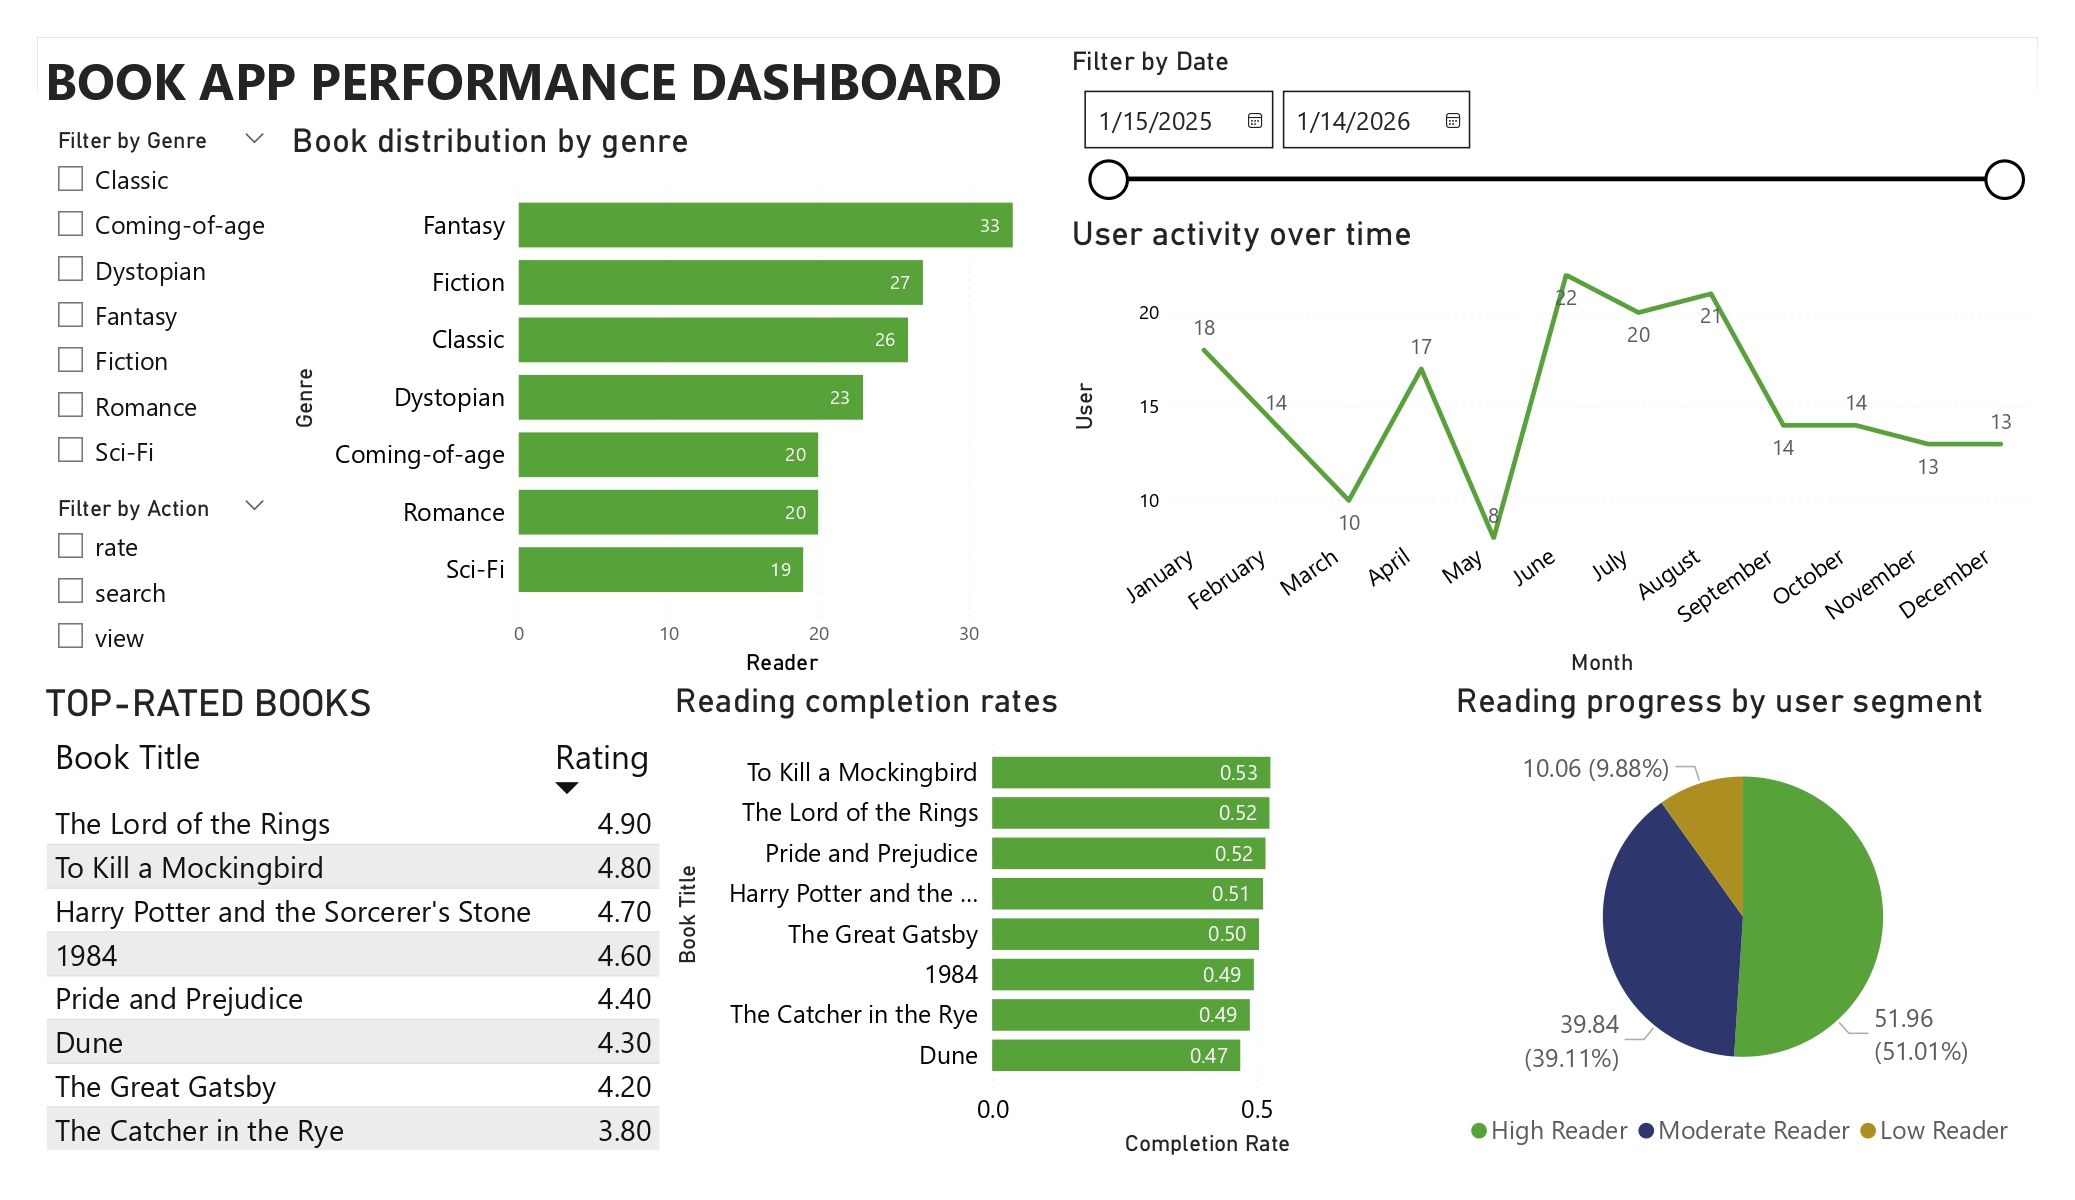 BOOK APP PERFORMANCE DASHBOARD
Filter by Genre
Classic
Coming-of-age
Dystopian
Fantasy
Fiction
Romance
Sci-Fi
Filter by Action
rate
search
view
Book distribution by genre
Genre
Fantasy 33
Fiction 27
Classic 26
Dystopian 23
Coming-of-age 20
Romance 20
Sci-Fi 19
0 10 20 30
Reader
Filter by Date
1/15/2025 1/14/2026
User activity over time
User
20
15
10
18
14
10
17
8
22
20
21
14
14
13
13
January February March April May June July August September October November December
Month
TOP-RATED BOOKS
Book Title Rating
The Lord of the Rings 4.90
To Kill a Mockingbird 4.80
Harry Potter and the Sorcerer's Stone 4.70
1984 4.60
Pride and Prejudice 4.40
Dune 4.30
The Great Gatsby 4.20
The Catcher in the Rye 3.80
Reading completion rates
Book Title
To Kill a Mockingbird 0.53
The Lord of the Rings 0.52
Pride and Prejudice 0.52
Harry Potter and the ... 0.51
The Great Gatsby 0.50
1984 0.49
The Catcher in the Rye 0.49
Dune 0.47
0.0 0.5
Completion Rate
Reading progress by user segment
10.06 (9.88%)
39.84
(39.11%)
51.96
(51.01%)
High Reader Moderate Reader Low Reader